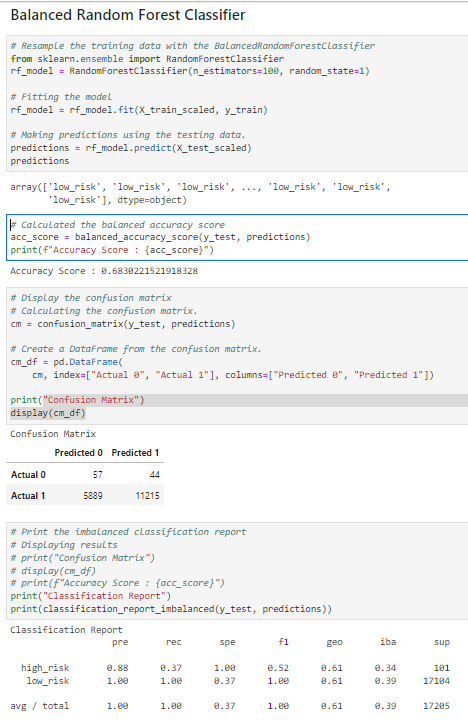 Balanced Random Forest Classifier
# Resample the training data with the BalancedRandomForestClassifier
from sklearn.ensemble import RandomForestClassifier
rf_model = RandomForestClassifier(n_estimators=100, random_state=1)
# Fitting the model
rf_model = rf_model.fit(X_train_scaled, y_train)
# Making predictions using the testing data.
predictions = rf_model.predict(X_test_scaled)
predictions
array(['low_risk', 'low_risk', 'low_risk', ..., 'low_risk', 'low_risk',
'low_risk'], dtype=object)
# Calculated the balanced accuracy score
acc_score = balanced_accuracy_score(y_test, predictions)
print(f"Accuracy Score : {acc_score}")
Accuracy Score : 0.6830221521918328
# Display the confusion matrix
# Calculating the confusion matrix.
cm = confusion_matrix(y_test, predictions)
# Create a DataFrame from the confusion matrix.
cm_df = pd.DataFrame(
cm, index=["Actual 0", "Actual 1"], columns=["Predicted 0", "Predicted 1"])
print("Confusion Matrix")
display(cm_df)
Confusion Matrix
Predicted 0 Predicted 1
Actual 0 57 44
Actual 1 5889 11215
# Print the imbalanced classification report
# Displaying results
# print("Confusion Matrix")
# display(cm_df)
# print(f"Accuracy Score : {acc_score}")
print("Classification Report")
print(classification_report_imbalanced(y_test, predictions))
Classification Report
pre rec spe f1 geo iba sup
high_risk 0.88 0.37 1.00 0.52 0.61 0.34 101
low_risk 1.00 1.00 0.37 1.00 0.61 0.39 17104
avg / total 1.00 1.00 0.37 1.00 0.61 0.39 17205